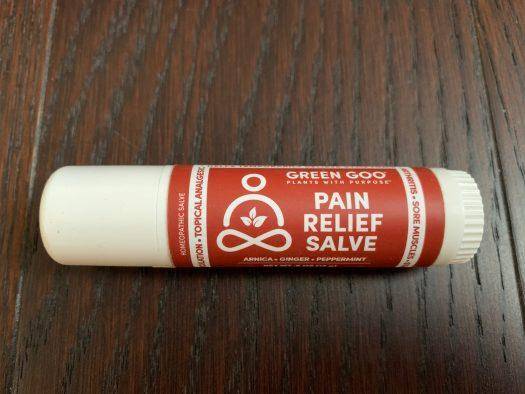 GREEN GOO
PLANTS WITH PURPOSE
PAIN
RELIEF
SALVE
ARNICA • GINGER • PEPPERMINT
HOMEOPATHIC SALVE
TOPICAL ANALGESIC
SORE MUSCLES